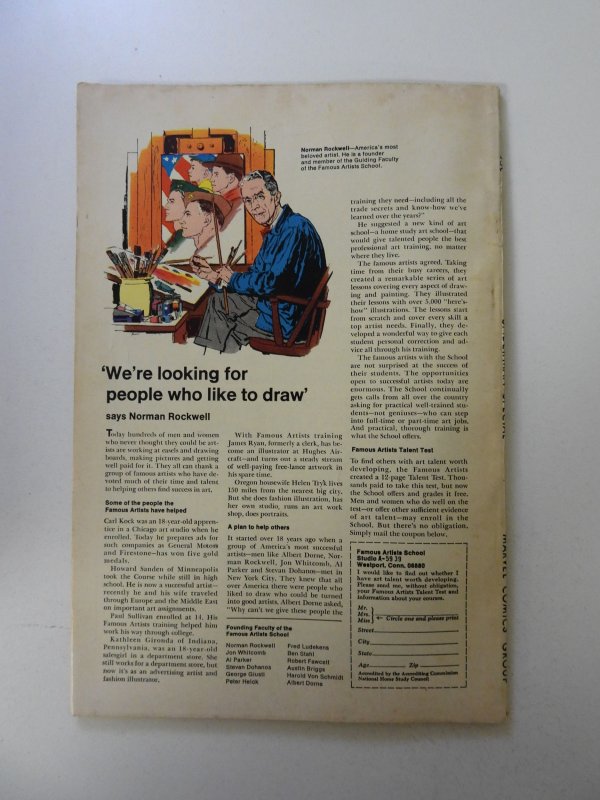 Norman Rockwell—America's most
beloved artist. He is a founder
and member of the Guiding Faculty
of the Famous Artists School.
'We're looking for
people who like to draw'
says Norman Rockwell
Today hundreds of men and women
who never thought they could be art-
ists are working at easels and drawing
boards, making pictures and getting
well paid for it. They all can thank a
group of famous artists who have de-
voted much of their time and talent
to helping others find success in art.
Some of the people the
Famous Artists have helped
Carl Kock was an 18-year-old appren-
tice in a Chicago art studio when he
enrolled. Today he prepares ads for
such companies as General Motors
and Firestone—has won five gold
medals.
Howard Sanden of Minneapolis
took the Course while still in high
school. He is now a successful artist—
recently he and his wife traveled
through Europe and the Middle East
on important art assignments.
Paul Sullivan enrolled at 14. His
Famous Artists training helped him
work his way through college.
Kathleen Gironda of Indiana,
Pennsylvania, was an 18-year-old
salesgirl in a department store. She
still works for a department store, but
now it's as an advertising artist and
fashion illustrator.
With Famous Artists training
James Ryan, formerly a clerk, has be-
come an illustrator at Hughes Air-
craft—and turns out a steady stream
of well-paying free-lance artwork in
his spare time.
Oregon housewife Helen Tryk lives
150 miles from the nearest big city.
But she does fashion illustration, has
her own studio, runs an art work
shop, does portraits.
A plan to help others
It started over 18 years ago when a
group of America's most successful
artists—men like Albert Dorne, Nor-
man Rockwell, Jon Whitcomb, Al
Parker and Stevan Dohanos—met in
New York City. They knew that all
over America there were people who
liked to draw who could be turned
into good artists. Albert Dorne asked,
"Why can't we give these people the
Founding Faculty of the
Famous Artists School
Norman Rockwell
Jon Whitcomb
Al Parker
Stevan Dohanos
George Giusti
Peter Helck
Fred Ludekens
Ben Stahl
Robert Fawcett
Austin Briggs
Harold Von Schmidt
Albert Dorne
training they need—including all the
trade secrets and know-how we've
learned over the years?"
He suggested a new kind of art
school—a home study art school—that
would give talented people the best
professional art training, no matter
where they live.
The famous artists agreed. Taking
time from their busy careers, they
created a remarkable series of art
lessons covering every aspect of draw-
ing and painting. They illustrated
their lessons with over 5,000 "here's-
how" illustrations. The lessons start
from scratch and cover every skill a
top artist needs. Finally, they de-
veloped a wonderful way to give each
student personal correction and ad-
vice all through his training.
The famous artists with the School
are not surprised at the success of
their students. The opportunities
open to successful artists today are
enormous. The School continually
gets calls from all over the country
asking for practical well-trained stu-
dents—not geniuses—who can step
into full-time or part-time art jobs.
And practical, thorough training is
what the School offers.
Famous Artists Talent Test
To find others with art talent worth
developing, the Famous Artists
created a 12-page Talent Test. Thou-
sands paid to take this test, but now
the School offers and grades it free.
Men and women who do well on the
test—or offer other sufficient evidence
of art talent—may enroll in the
School. But there's no obligation.
Simply mail the coupon below.
Famous Artists School
Studio A-5939
Westport, Conn. 06880
I would like to find out whether I
have art talent worth developing.
Please send me, without obligation,
your Famous Artists Talent Test and
information about your course.
Mr.
Mrs.
Miss
Circle one and please print
Street
City
State
Age Zip
Accredited by the Accrediting Commission
National Home Study Council
MARVEL COMICS GROUP